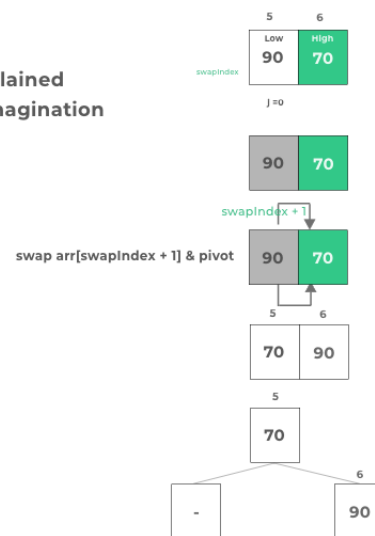 5 6
Low High
90 70
swapIndex
lained
J =0
agination
90 70
swapIndex + 1
swap arr[swapIndex + 1] & pivot
90 70
5 6
70 90
5
70
6
- 90